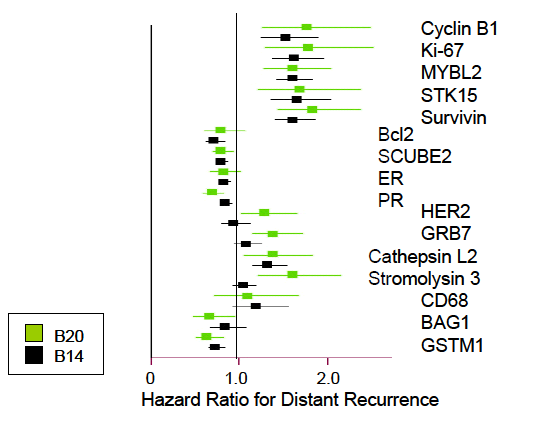 Cyclin B1
Ki-67
MYBL2
STK15
Survivin
Bcl2
SCUBE2
ER
PR
HER2
GRB7
Cathepsin L2
Stromolysin 3
CD68
BAG1
GSTM1
B20
B14
0 1.0 2.0
Hazard Ratio for Distant Recurrence